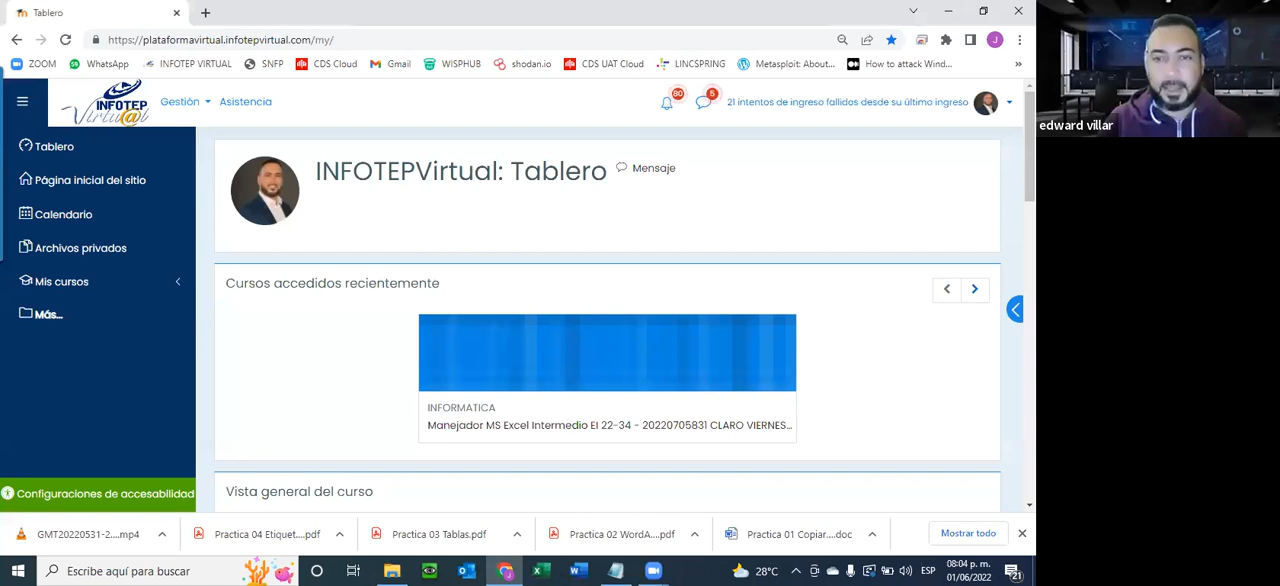 Tablero
https://plataformavirtual.infotepvirtual.com/my/
ZOOM WhatsApp INFOTEP VIRTUAL SNFP CDS Cloud Gmail WISPHUB shodan.io CDS UAT Cloud LINCSPRING Metasploit: About... How to attack Wind... »
J
INFOTEP
Virtu@l
Gestión Asistencia
80 5 21 intentos de ingreso fallidos desde su último ingreso
edward villar
Tablero
Página inicial del sitio
Calendario
Archivos privados
Mis cursos
Más...
Configuraciones de accesabilidad
INFOTEPVirtual: Tablero Mensaje
Cursos accedidos recientemente
INFORMATICA
Manejador MS Excel Intermedio EI 22-34 - 20220705831 CLARO VIERNES...
Vista general del curso
GMT20220531-2....mp4 Practica 04 Etiquet....pdf Practica 03 Tablas.pdf Practica 02 WordA....pdf Practica 01 Copiar....doc Mostrar todo
Escribe aquí para buscar
28°C ESP 08:04 p. m.
01/06/2022 21